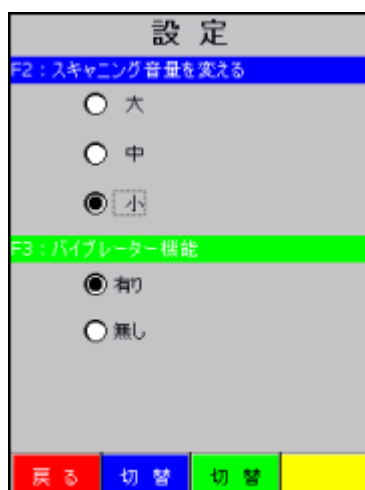 設 定
F2：スキャニング音量を変える
大
中
小
F3：バイブレーター機能
有り
無し
戻る 切替 切替